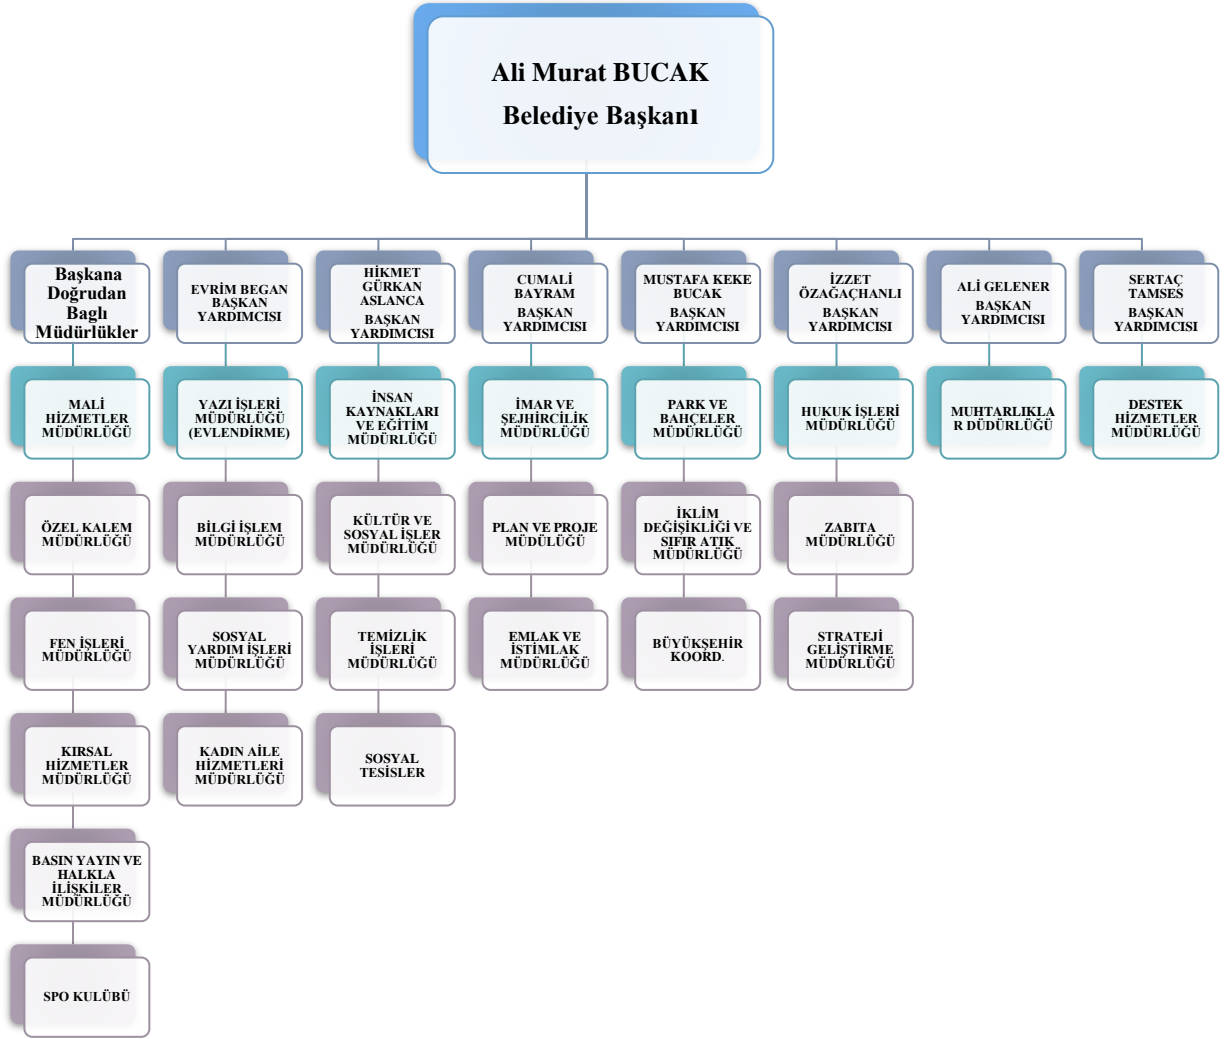 Ali Murat BUCAK
Belediye Başkanı
Başkana
Doğrudan
Baglı
Müdürlükler
EVRİM BEGAN
BAŞKAN
YARDIMCISI
HİKMET
GÜRKAN
ASLANCA
BAŞKAN
YARDIMCISI
CUMALİ
BAYRAM
BAŞKAN
YARDIMCISI
MUSTAFA KEKE
BUCAK
BAŞKAN
YARDIMCISI
İZZET
ÖZAĞAÇHANLI
BAŞKAN
YARDIMCISI
ALİ GELENER
BAŞKAN
YARDIMCISI
SERTAÇ
TAMSES
BAŞKAN
YARDIMCISI
MALİ
HİZMETLER
MÜDÜRLÜĞÜ
YAZI İŞLERİ
MÜDÜRLÜĞÜ
(EVLENDİRME)
İNSAN
KAYNAKLARI
VE EĞİTİM
MÜDÜRLÜĞÜ
İMAR VE
ŞEJHİRCİLİK
MÜDÜRLÜĞÜ
PARK VE
BAHÇELER
MÜDÜRLÜĞÜ
HUKUK İŞLERİ
MÜDÜRLÜĞÜ
MUHTARLIKLA
R DÜDÜRLÜĞÜ
DESTEK
HİZMETLER
MÜDÜRLÜĞÜ
ÖZEL KALEM
MÜDÜRLÜĞÜ
BİLGİ İŞLEM
MÜDÜRLÜĞÜ
KÜLTÜR VE
SOSYAL İŞLER
MÜDÜRLÜĞÜ
PLAN VE PROJE
MÜDÜLÜĞÜ
İKLİM
DEĞİŞİKLİĞİ VE
SIFIR ATIK
MÜDÜRLÜĞÜ
ZABITA
MÜDÜRLÜĞÜ
FEN İŞLERİ
MÜDÜRLÜĞÜ
SOSYAL
YARDIM İŞLERİ
MÜDÜRLÜĞÜ
TEMİZLİK
İŞLERİ
MÜDÜRLÜĞÜ
EMLAK VE
İSTİMLAK
MÜDÜRLÜĞÜ
BÜYÜKŞEHİR
KOORD.
STRATEJİ
GELİŞTİRME
MÜDÜRLÜĞÜ
KIRSAL
HİZMETLER
MÜDÜRLÜĞÜ
KADIN AİLE
HİZMETLERİ
MÜDÜRLÜĞÜ
SOSYAL
TESİSLER
BASIN YAYIN VE
HALKLA
İLİŞKİLER
MÜDÜRLÜĞÜ
SPO KULÜBÜ